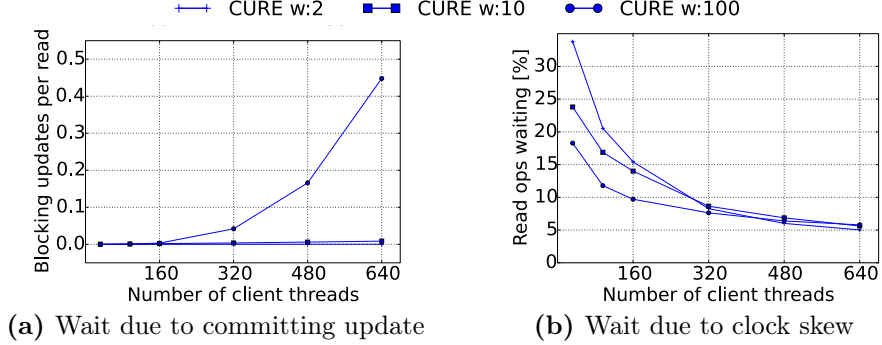 CURE w:2 CURE w:10 CURE w:100
Blocking updates per read
0.5
0.4
0.3
0.2
0.1
0.0
160 320 480 640
Number of client threads
(a) Wait due to committing update
Read ops waiting [%]
30
25
20
15
10
5
0
160 320 480 640
Number of client threads
(b) Wait due to clock skew